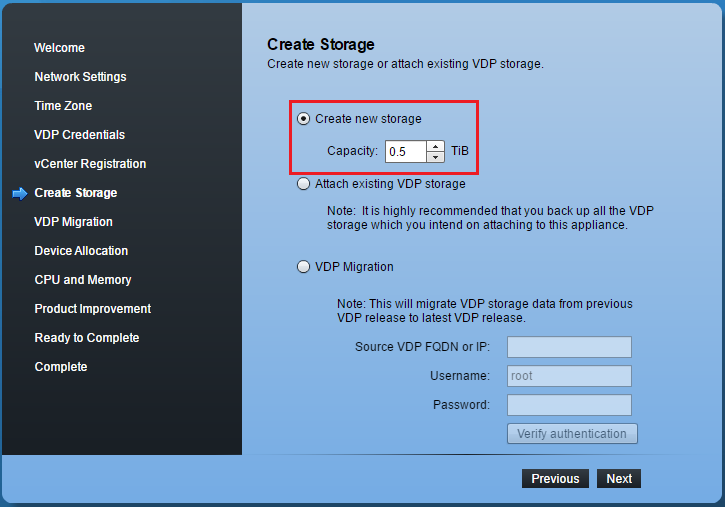 Welcome
Network Settings
Time Zone
VDP Credentials
vCenter Registration
Create Storage
VDP Migration
Device Allocation
CPU and Memory
Product Improvement
Ready to Complete
Complete
Create Storage
Create new storage or attach existing VDP storage.
Create new storage
Capacity: 0.5 TiB
Attach existing VDP storage
Note: It is highly recommended that you back up all the VDP
storage which you intend on attaching to this appliance.
VDP Migration
Note: This will migrate VDP storage data from previous
VDP release to latest VDP release.
Source VDP FQDN or IP:
Username: root
Password:
Verify authentication
Previous Next